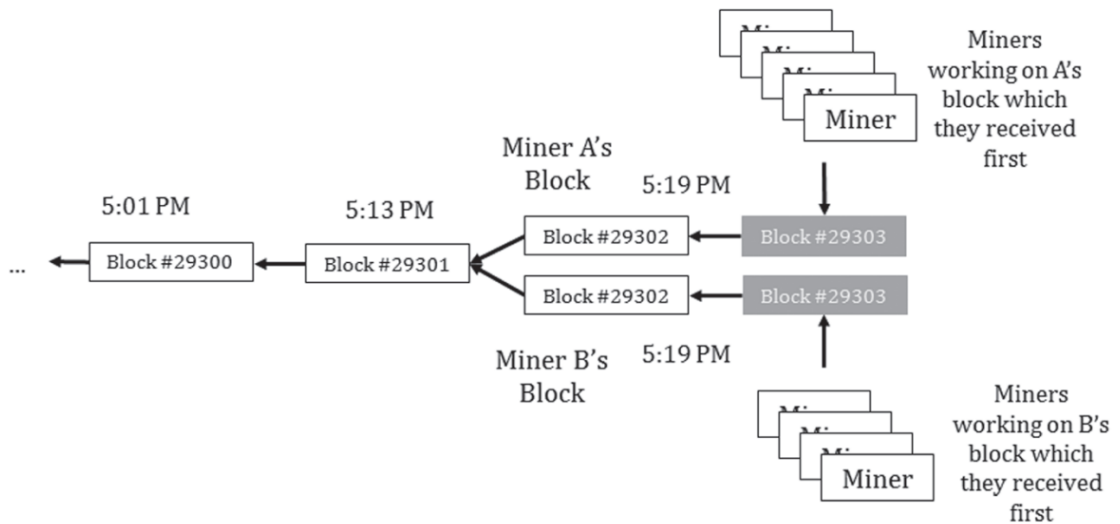 Miner
Miners
working on A's
block which
they received
first
Miner A's
Block
5:19 PM
5:01 PM
5:13 PM
Block #29302
Block #29303
...
Block #29300
Block #29301
Block #29302
Block #29303
Miner B's
Block
5:19 PM
Miner
Miners
working on B's
block which
they received
first